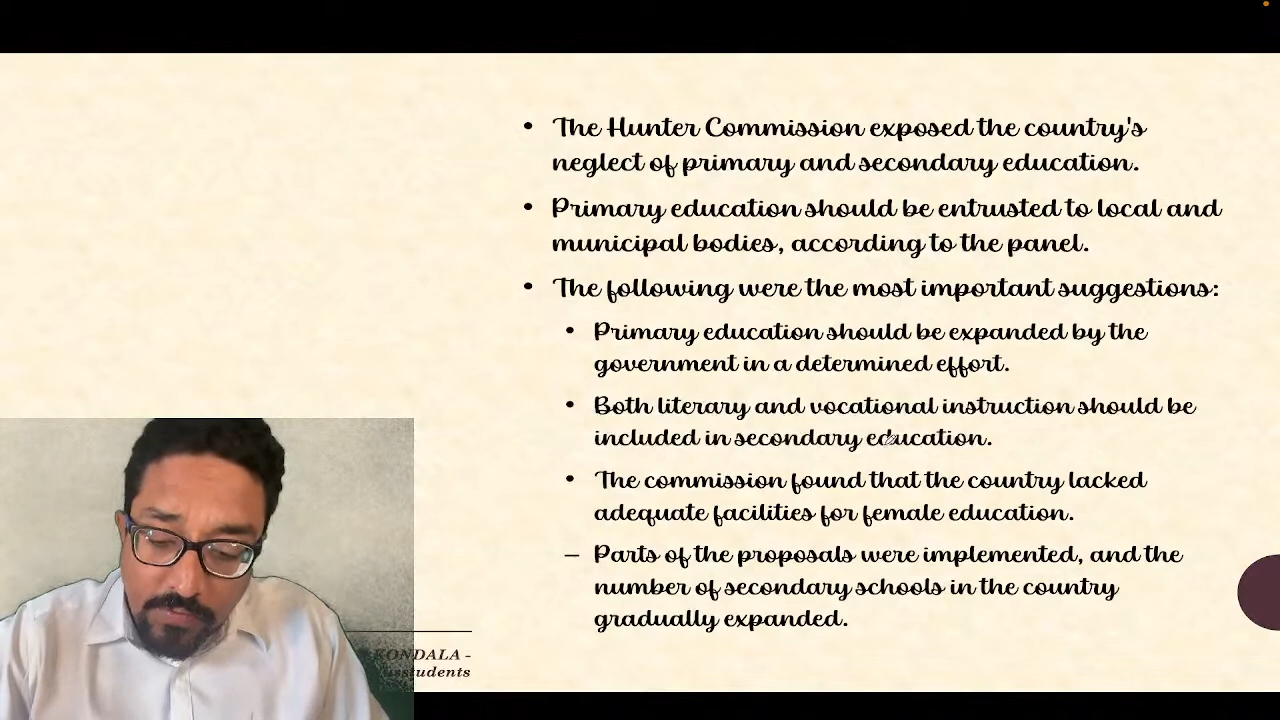 The Hunter Commission exposed the country's
neglect of primary and secondary education.
Primary education should be entrusted to local and
municipal bodies, according to the panel.
The following were the most important suggestions:
Primary education should be expanded by the
government in a determined effort.
Both literary and vocational instruction should be
included in secondary education.
The commission found that the country lacked
adequate facilities for female education.
– Parts of the proposals were implemented, and the
number of secondary schools in the country
gradually expanded.
KONDALA -